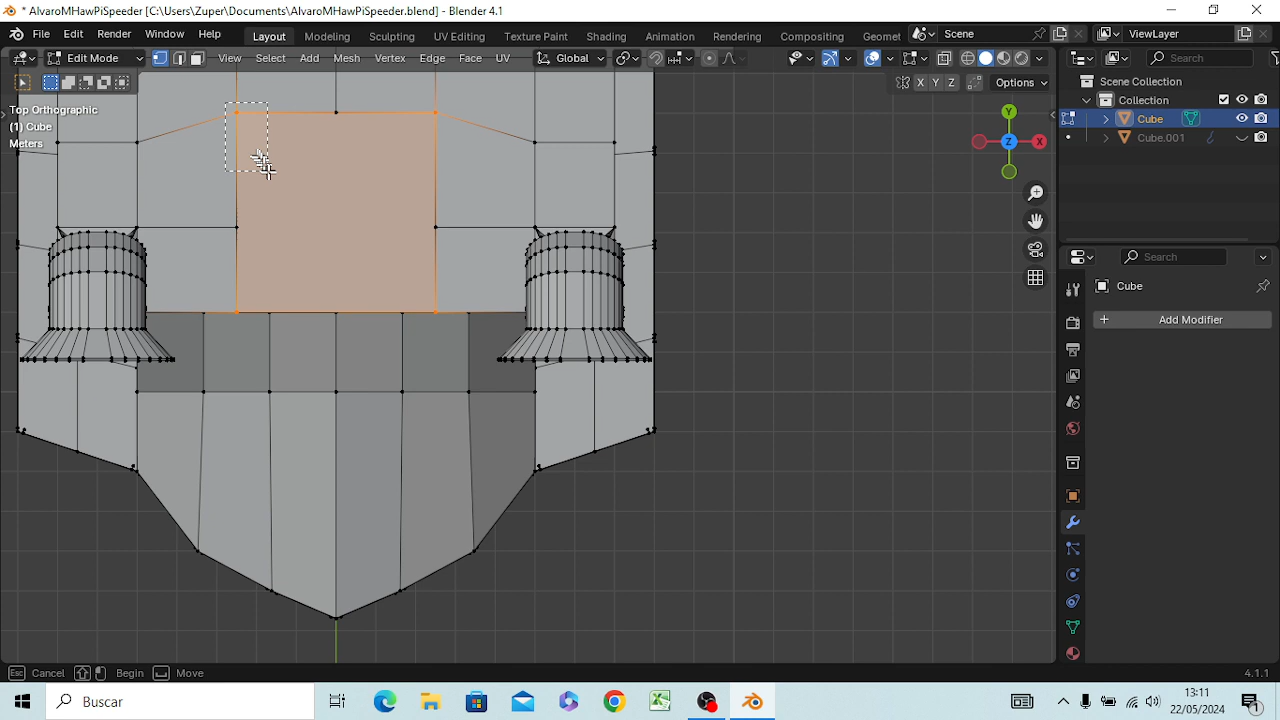 * AlvaroMHawPiSpeeder [C:\Users\Zuper\Documents\AlvaroMHawPiSpeeder.blend] - Blender 4.1
File Edit Render Window Help Layout Modeling Sculpting UV Editing Texture Paint Shading Animation Rendering Compositing Geomet Scene ViewLayer
Edit Mode View Select Add Mesh Vertex Edge Face UV Global Search
X Y Z Options
Top Orthographic
(1) Cube
Meters
Y
X
Z
Scene Collection
Collection
Cube
Cube.001
Search
Cube
Add Modifier
Esc Cancel Begin Move 4.1.1
Buscar
13:11
22/05/2024
1